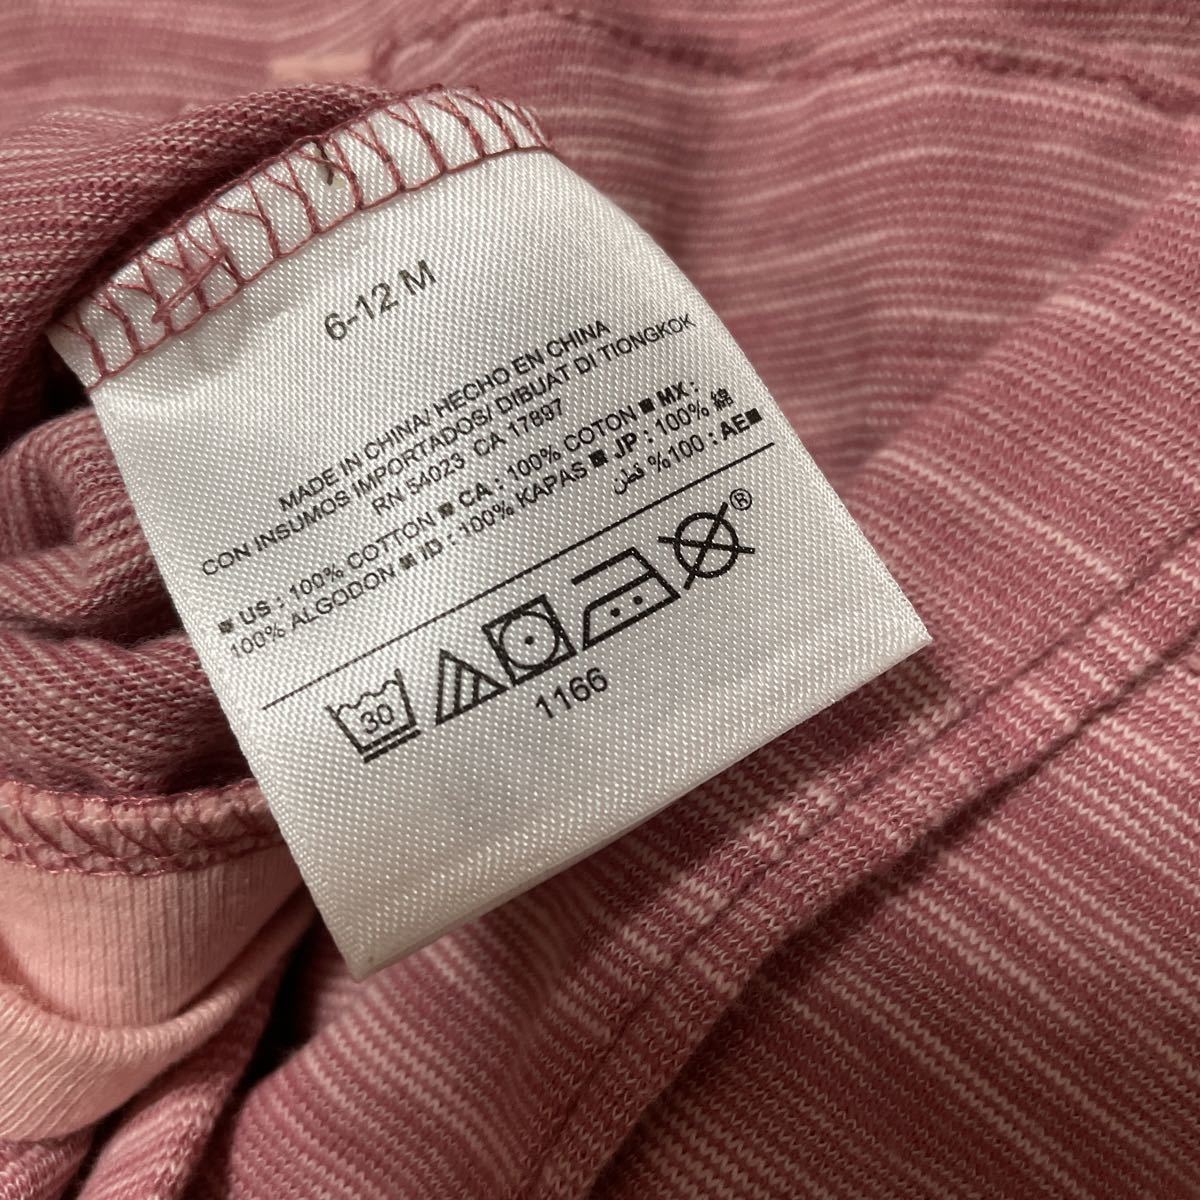 6-12 M
MADE IN CHINA/ HECHO EN CHINA
CON INSUMOS IMPORTADOS/ DIBUAT DI TIONGKOK
RN 54023 CA 17897
■ US : 100% COTTON ■ CA : 100% COTON ■ MX :
100% ALGODON ■ ID : 100% KAPAS ■ JP : 100% 綿
■AE : 100% قطن
30
®
1166